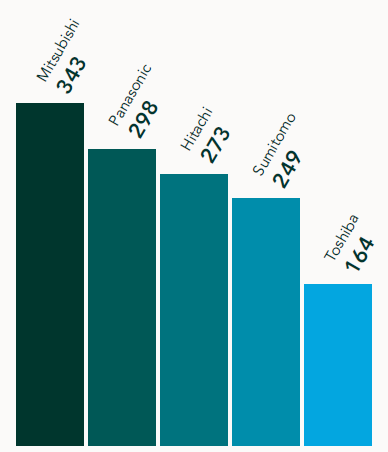 Mitsubishi
343
Panasonic
298
Hitachi
273
Sumitomo
249
Toshiba
164